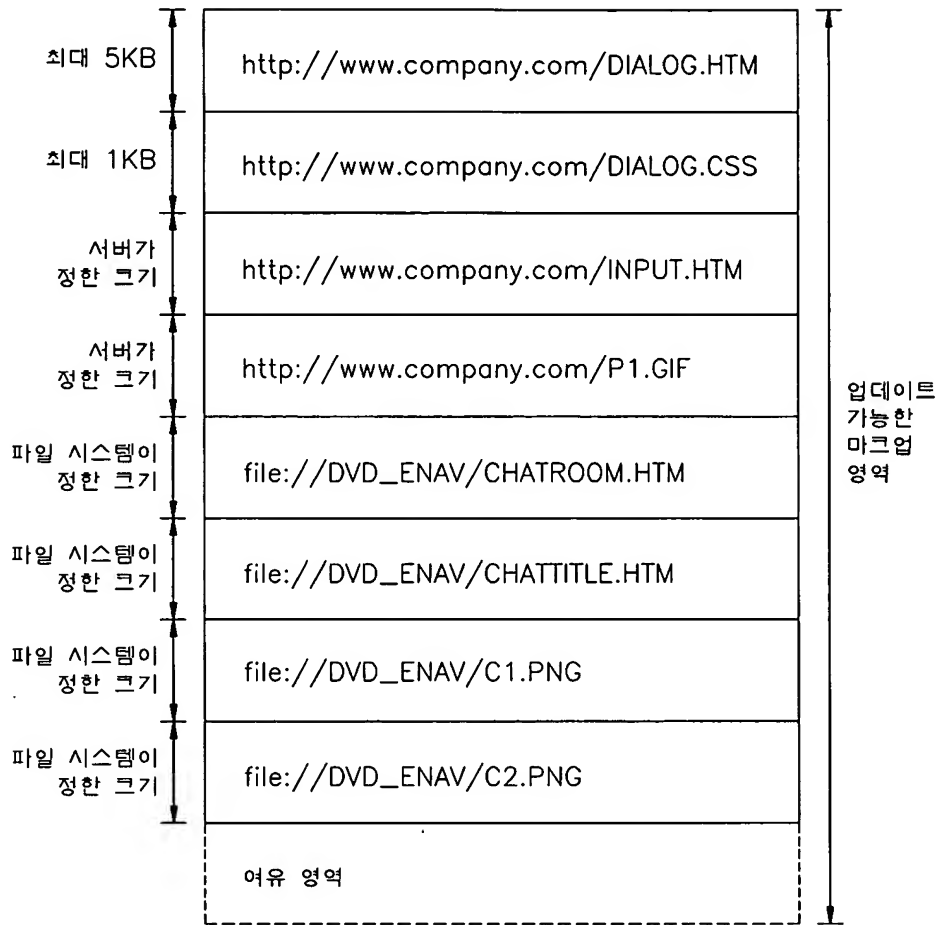 최대 5KB
http://www.company.com/DIALOG.HTM
최대 1KB
http://www.company.com/DIALOG.CSS
서버가
정한 크기
http://www.company.com/INPUT.HTM
서버가
정한 크기
http://www.company.com/P1.GIF
파일 시스템이
정한 크기
file://DVD_ENAV/CHATROOM.HTM
파일 시스템이
정한 크기
file://DVD_ENAV/CHATTITLE.HTM
파일 시스템이
정한 크기
file://DVD_ENAV/C1.PNG
파일 시스템이
정한 크기
file://DVD_ENAV/C2.PNG
여유 영역
업데이트
가능한
마크업
영역